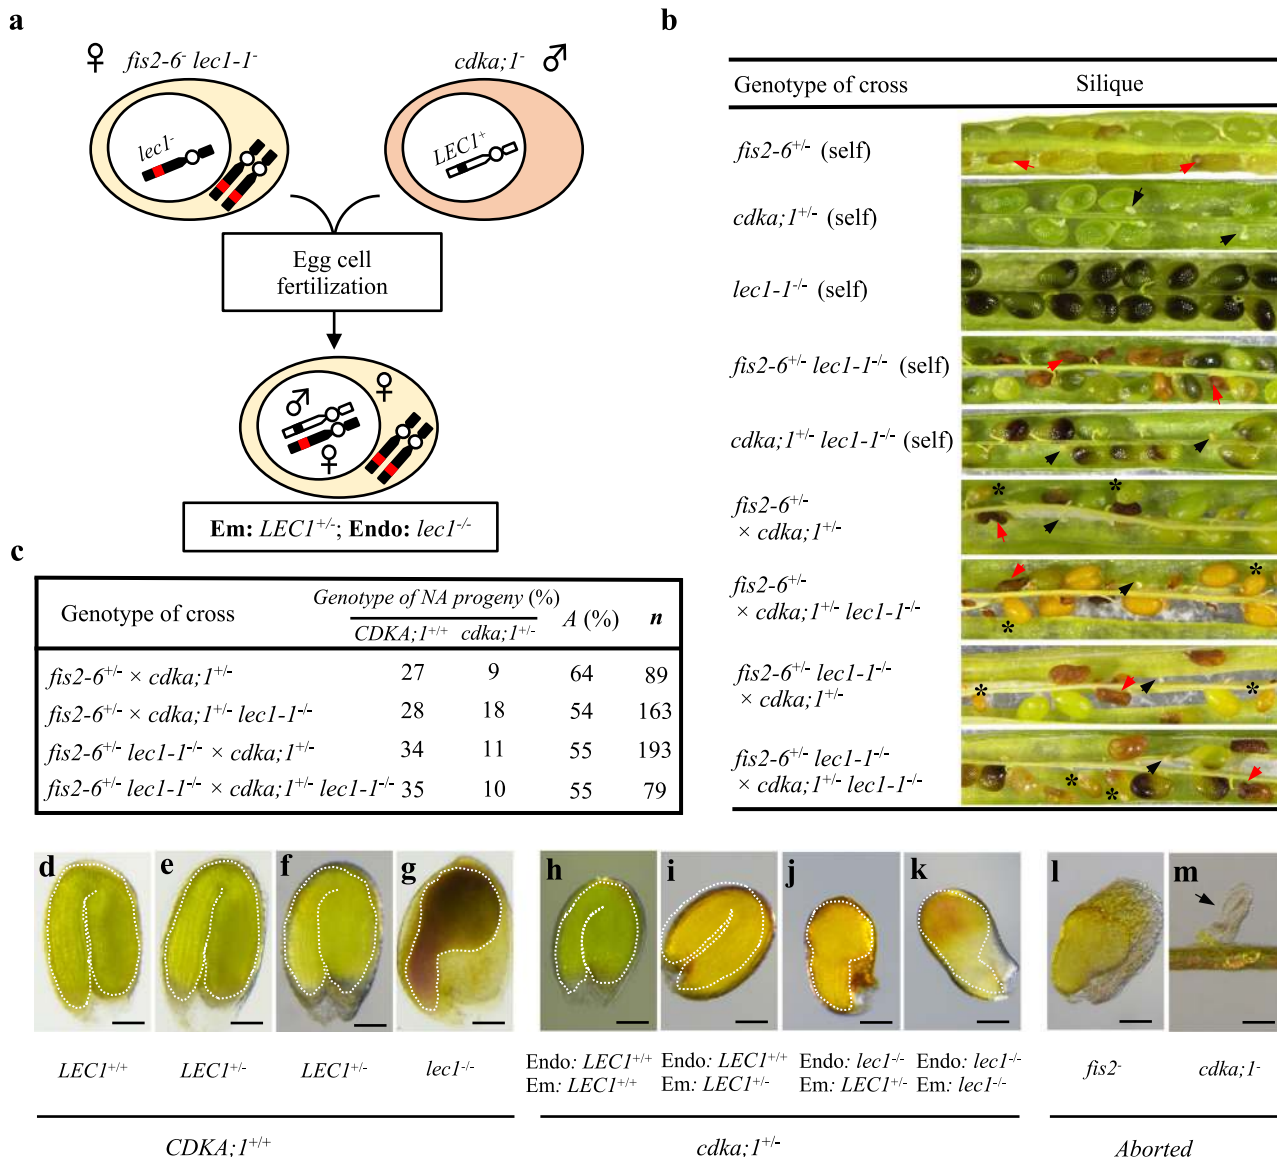 a
♀ fis2-6⁻ lec1-1⁻
cdka;1⁻ ♂
lec1⁻
LEC1⁺
Egg cell
fertilization
♂ ♀
♀
Em: LEC1⁺/⁻; Endo: lec1⁻/⁻
b
Genotype of cross Silique
fis2-6⁺/⁻ (self)
cdka;1⁺/⁻ (self)
lec1-1⁻/⁻ (self)
fis2-6⁺/⁻ lec1-1⁻/⁻ (self)
cdka;1⁺/⁻ lec1-1⁻/⁻ (self)
fis2-6⁺/⁻
× cdka;1⁺/⁻
* *
fis2-6⁺/⁻
× cdka;1⁺/⁻ lec1-1⁻/⁻
* *
fis2-6⁺/⁻ lec1-1⁻/⁻
× cdka;1⁺/⁻
* *
fis2-6⁺/⁻ lec1-1⁻/⁻
× cdka;1⁺/⁻ lec1-1⁻/⁻
* *
c
Genotype of cross Genotype of NA progeny (%) A (%) n
CDKA;1⁺/⁺ cdka;1⁺/⁻
fis2-6⁺/⁻ × cdka;1⁺/⁻ 27 9 64 89
fis2-6⁺/⁻ × cdka;1⁺/⁻ lec1-1⁻/⁻ 28 18 54 163
fis2-6⁺/⁻ lec1-1⁻/⁻ × cdka;1⁺/⁻ 34 11 55 193
fis2-6⁺/⁻ lec1-1⁻/⁻ × cdka;1⁺/⁻ lec1-1⁻/⁻ 35 10 55 79
d e f g h i j k l m
LEC1⁺/⁺ LEC1⁺/⁻ LEC1⁺/⁻ lec1⁻/⁻
Endo: LEC1⁺/⁺ Endo: LEC1⁺/⁺ Endo: lec1⁻/⁻ Endo: lec1⁻/⁻
Em: LEC1⁺/⁺ Em: LEC1⁺/⁻ Em: LEC1⁺/⁻ Em: lec1⁻/⁻
fis2⁻ cdka;1⁻
CDKA;1⁺/⁺ cdka;1⁺/⁻ Aborted